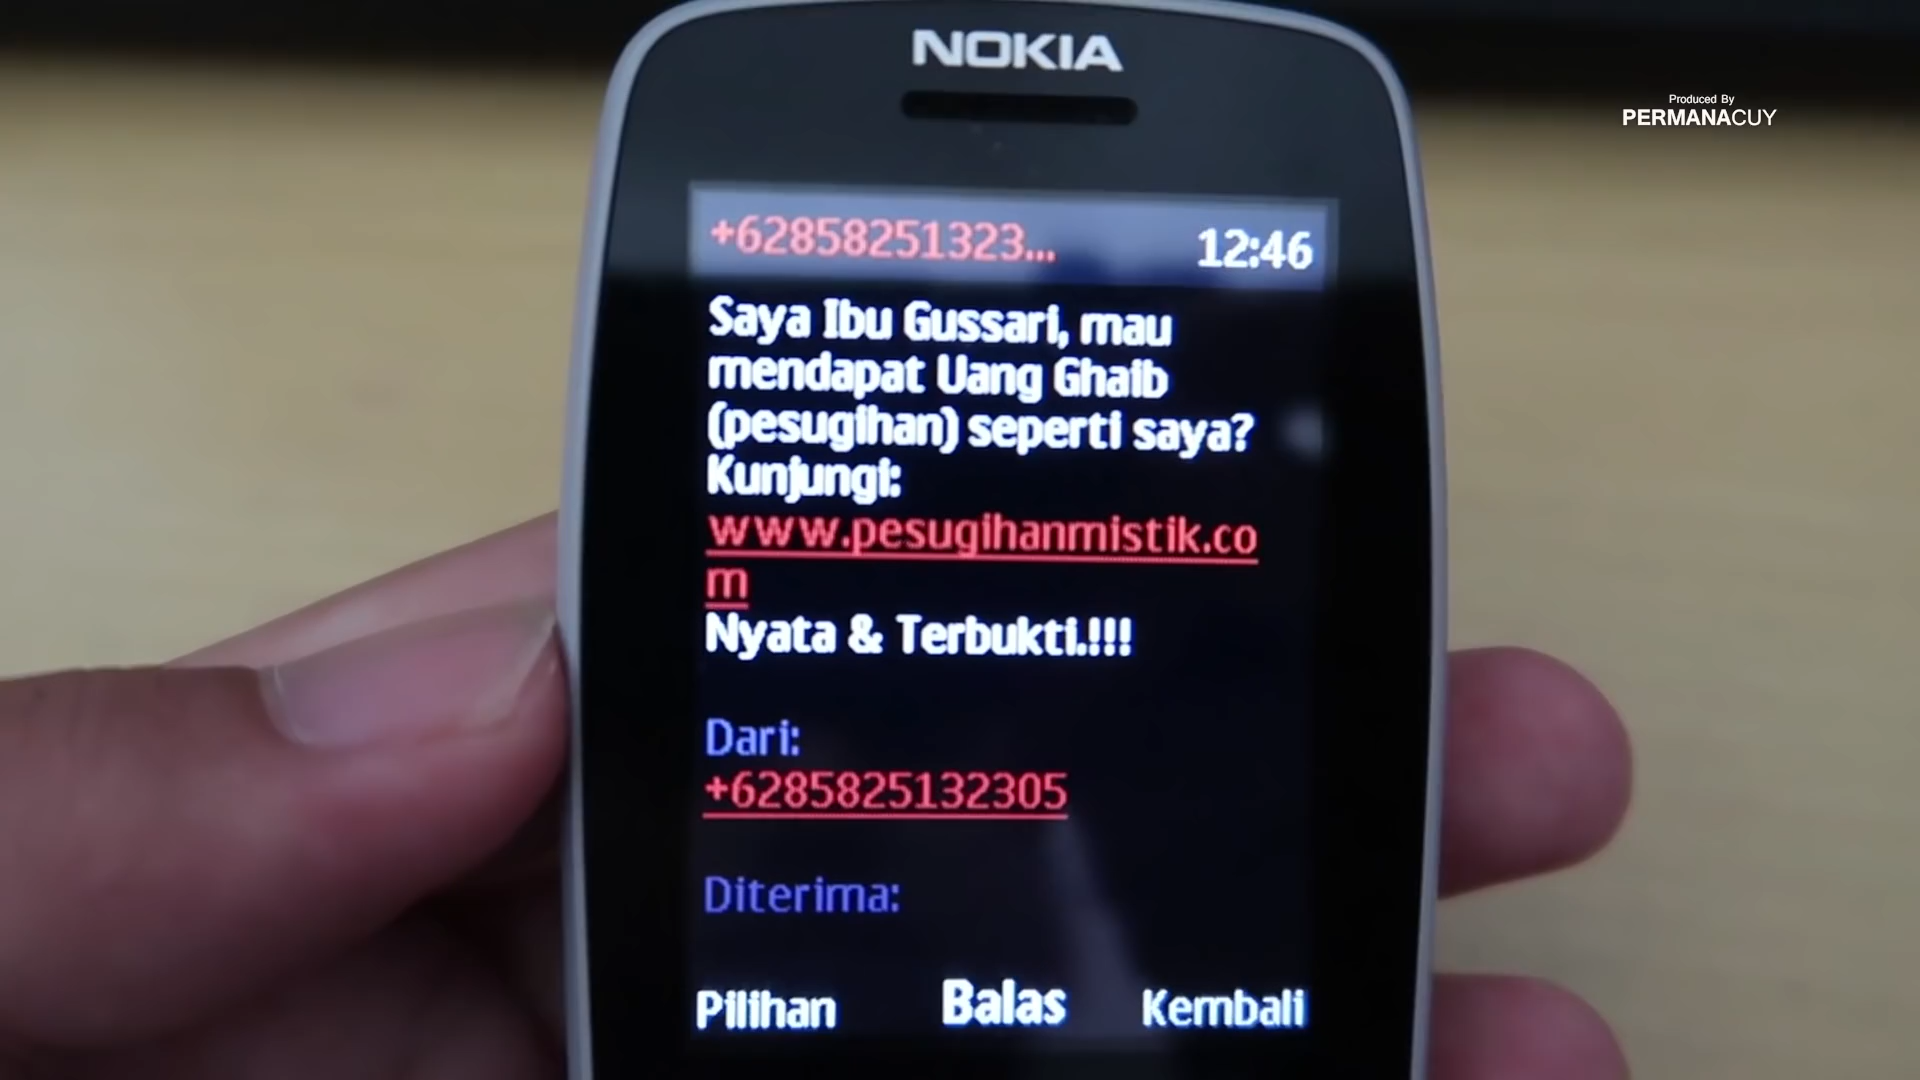 NOKIA
Produced By
PERMANACUY
+62858251323... 12:46
Saya Ibu Gussari, mau
mendapat Uang Ghaib
(pesugihan) seperti saya?
Kunjungi:
www.pesugihanmistik.co
m
Nyata & Terbukti.!!!
Dari:
+6285825132305
Diterima:
Pilihan Balas Kembali